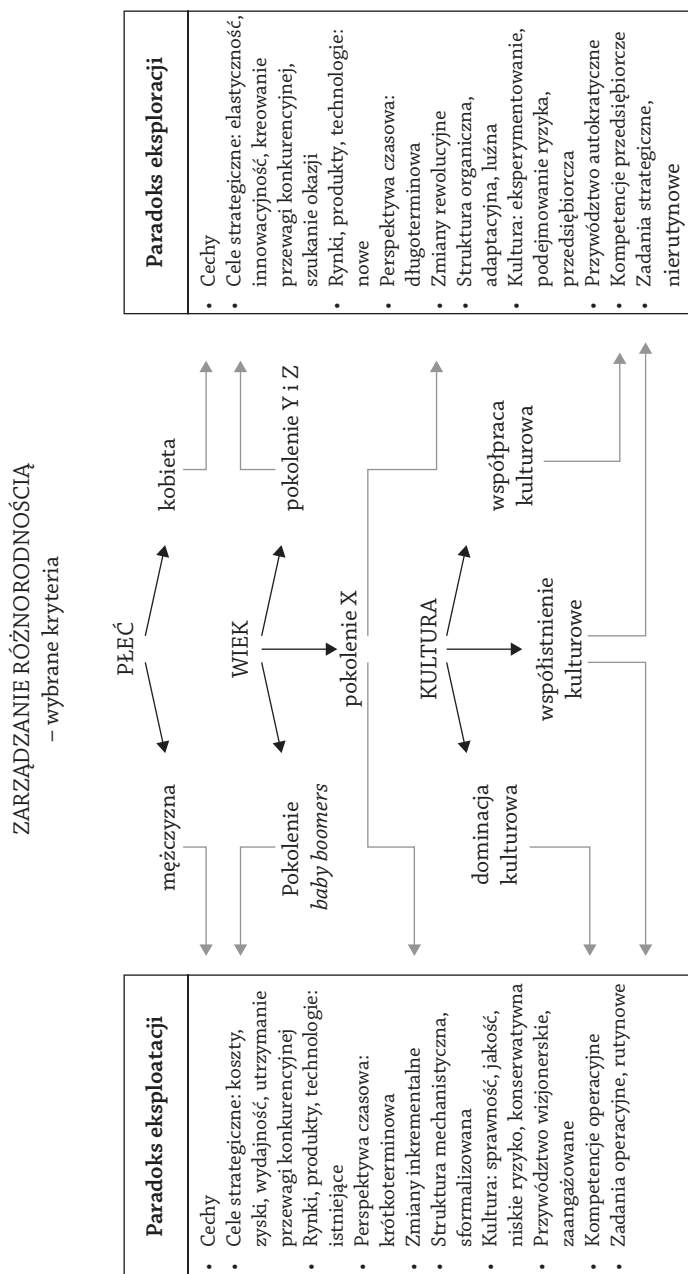 ZARZĄDZANIE RÓŻNORODNOŚCIĄ
– wybrane kryteria
Paradoks eksploatacji
• Cechy
• Cele strategiczne: koszty,
zyski, wydajność, utrzymanie
przewagi konkurencyjnej
• Rynki, produkty, technologie:
istniejące
• Perspektywa czasowa:
krótkoterminowa
• Zmiany inkrementalne
• Struktura mechanistyczna,
sformalizowana
• Kultura: sprawność, jakość,
niskie ryzyko, konserwatywna
• Przywództwo wizjonerskie,
zaangażowane
• Kompetencje operacyjne
• Zadania operacyjne, rutynowe
PŁEĆ
mężczyzna
kobieta
WIEK
Pokolenie
baby boomers
pokolenie X
pokolenie Y i Z
KULTURA
dominacja
kulturowa
współistnienie
kulturowe
współpraca
kulturowa
Paradoks eksploracji
• Cechy
• Cele strategiczne: elastyczność,
innowacyjność, kreowanie
przewagi konkurencyjnej,
szukanie okazji
• Rynki, produkty, technologie:
nowe
• Perspektywa czasowa:
długoterminowa
• Zmiany rewolucyjne
• Struktura organiczna,
adaptacyjna, luźna
• Kultura: eksperymentowanie,
podejmowanie ryzyka,
przedsiębiorcza
• Przywództwo autokratyczne
• Kompetencje przedsiębiorcze
• Zadania strategiczne,
nierutynowe